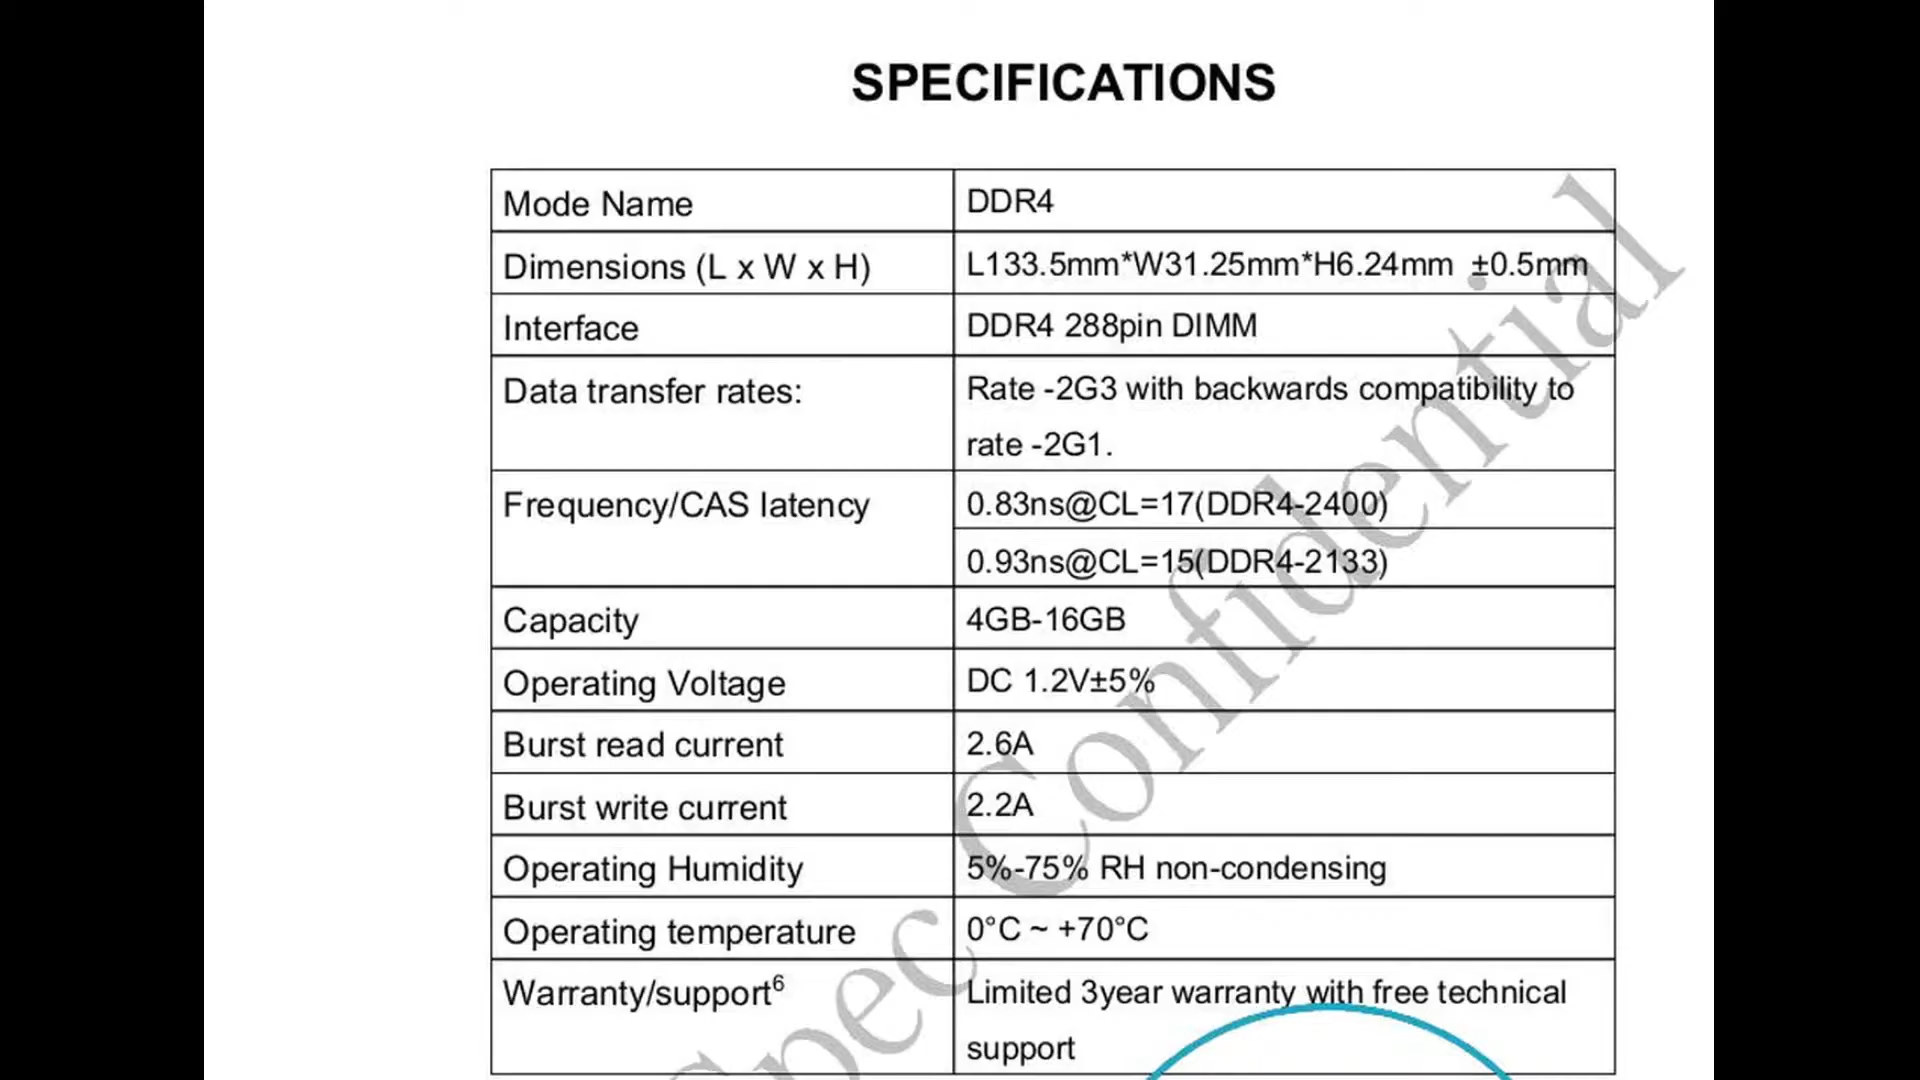 SPECIFICATIONS
Mode Name
DDR4
Dimensions (L x W x H)
L133.5mm*W31.25mm*H6.24mm ±0.5mm
Interface
DDR4 288pin DIMM
Data transfer rates:
Rate -2G3 with backwards compatibility to
rate -2G1.
Frequency/CAS latency
0.83ns@CL=17(DDR4-2400)
0.93ns@CL=15(DDR4-2133)
Capacity
4GB-16GB
Operating Voltage
DC 1.2V±5%
Burst read current
2.6A
Burst write current
2.2A
Operating Humidity
5%-75% RH non-condensing
Operating temperature
0°C ~ +70°C
Warranty/support⁶
Limited 3year warranty with free technical
support
Spec Confidential